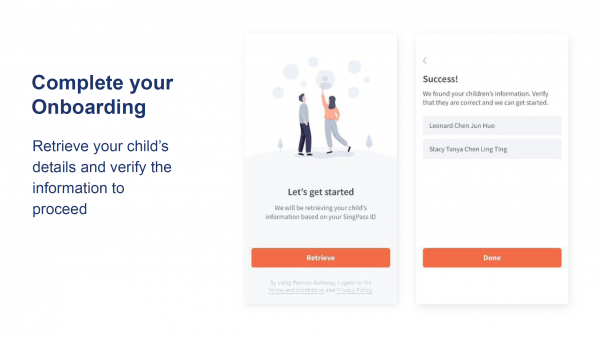 Complete your
Onboarding
Retrieve your child's
details and verify the
information to
proceed
Let's get started
We will be retrieving your child's
information based on your SingPass ID
Retrieve
By using Parents Gateway, I agree to the
Terms and Conditions and Privacy Policy
Success!
We found your children's information. Verify
that they are correct and we can get started.
Leonard Chen Jun Huo
Stacy Tanya Chen Ling Ting
Done